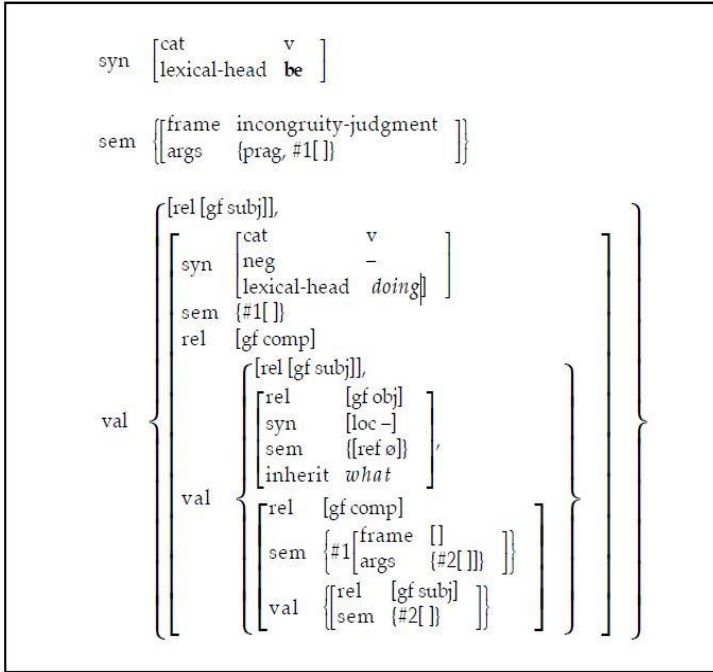 syn [cat v
lexical-head be ]
sem {[frame incongruity-judgment
args {prag, #1[ ]} ]}
val {[rel [gf subj]],
[syn [cat v
neg –
lexical-head doing]]
sem {#1[ ]}
rel [gf comp]
val {[rel [gf subj]],
[rel [gf obj]
syn [loc –]
sem {[ref ø]}
inherit what ],
[rel [gf comp]
sem {#1[frame []
args {#2[ ]]} ]}
val {[rel [gf subj]
sem {#2[ ]} ]} ] } ] }